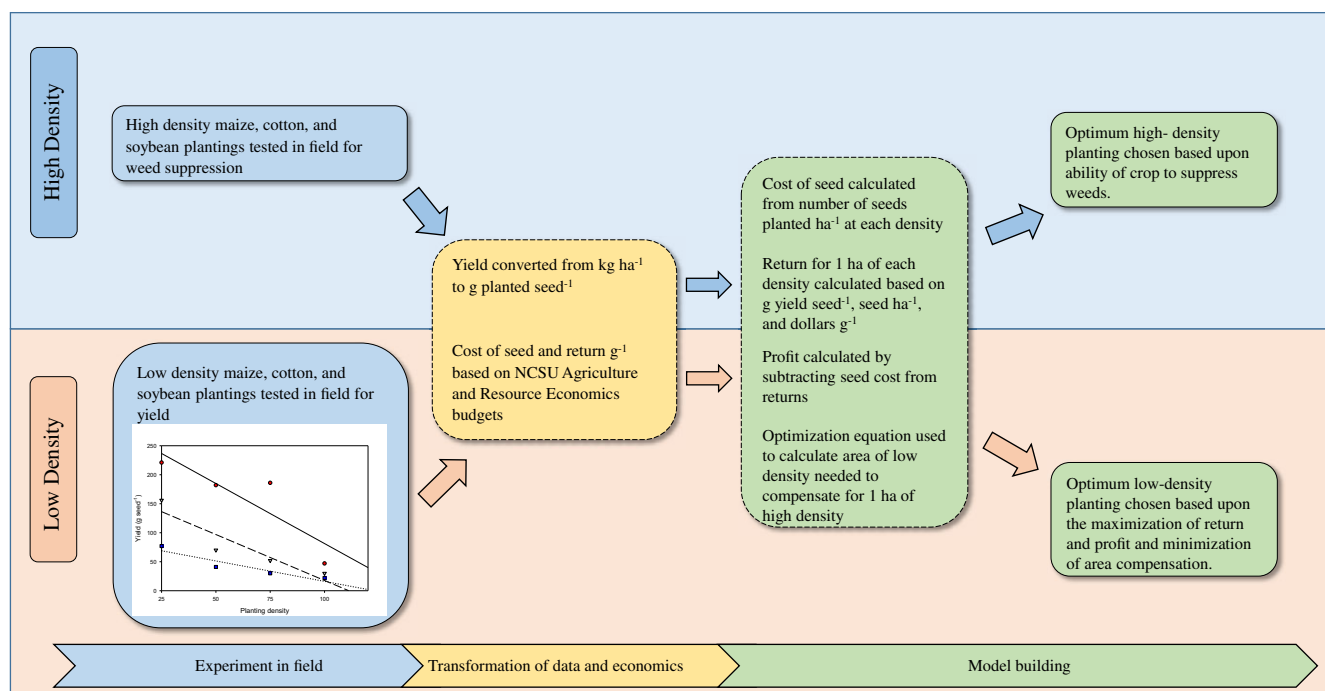 High Density
High density maize, cotton, and
soybean plantings tested in field for
weed suppression
Yield converted from kg ha⁻¹
to g planted seed⁻¹
Cost of seed and return g⁻¹
based on NCSU Agriculture
and Resource Economics
budgets
Cost of seed calculated
from number of seeds
planted ha⁻¹ at each density
Return for 1 ha of each
density calculated based on
g yield seed⁻¹, seed ha⁻¹,
and dollars g⁻¹
Profit calculated by
subtracting seed cost from
returns
Optimization equation used
to calculate area of low
density needed to
compensate for 1 ha of
high density
Optimum high- density
planting chosen based upon
ability of crop to suppress
weeds.
Low Density
Low density maize, cotton, and
soybean plantings tested in field for
yield
Yield (g seed⁻¹)
250
200
150
100
50
0
25 50 75 100
Planting density
Optimum low-density
planting chosen based upon
the maximization of return
and profit and minimization
of area compensation.
Experiment in field
Transformation of data and economics
Model building